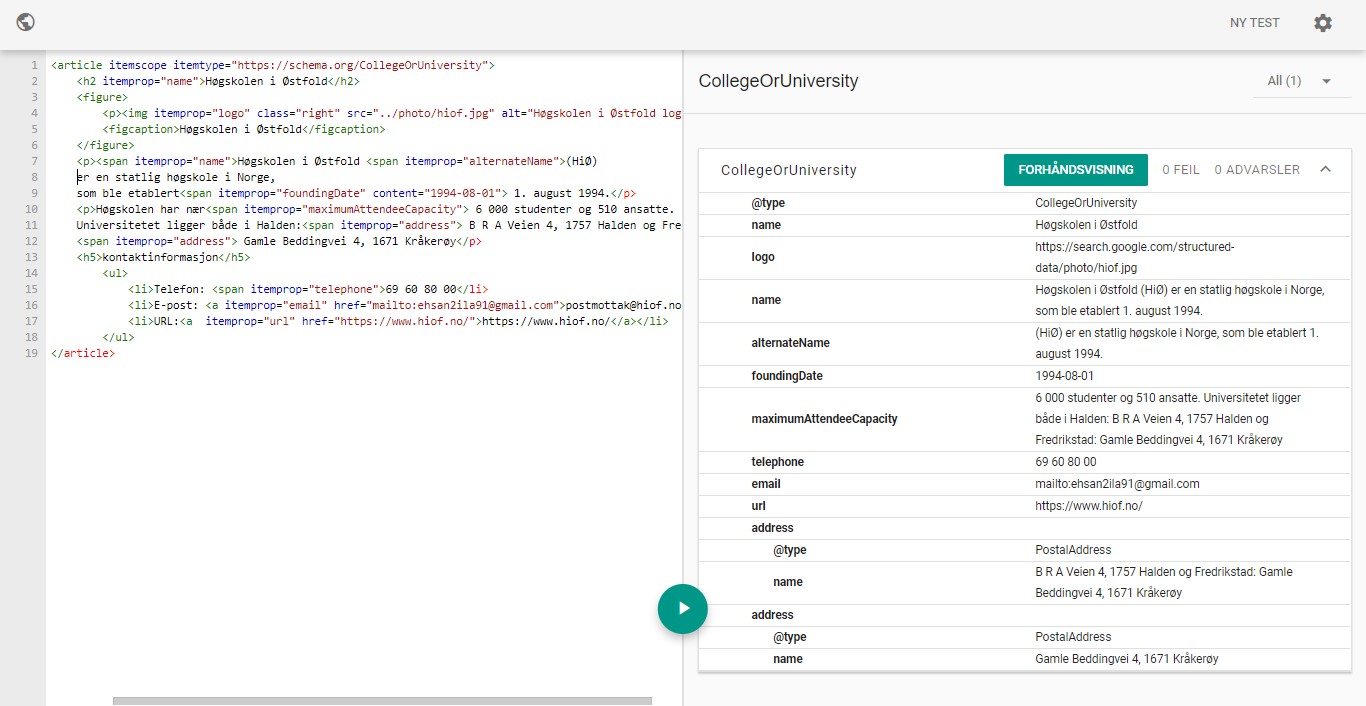 NY TEST
1 <article itemscope itemtype="https://schema.org/CollegeOrUniversity">
2 <h2 itemprop="name">Høgskolen i Østfold</h2>
3 <figure>
4 <p><img itemprop="logo" class="right" src="../photo/hiof.jpg" alt="Høgskolen i Østfold log
5 <figcaption>Høgskolen i Østfold</figcaption>
6 </figure>
7 <p><span itemprop="name">Høgskolen i Østfold <span itemprop="alternateName">(HiØ)
8 er en statlig høgskole i Norge,
9 som ble etablert<span itemprop="foundingDate" content="1994-08-01"> 1. august 1994.</p>
10 <p>Høgskolen har nær<span itemprop="maximumAttendeeCapacity"> 6 000 studenter og 510 ansatte.
11 Universitetet ligger både i Halden:<span itemprop="address"> B R A Veien 4, 1757 Halden og Fre
12 <span itemprop="address"> Gamle Beddingvei 4, 1671 Kråkerøy</p>
13 <h5>kontaktinformasjon</h5>
14 <ul>
15 <li>Telefon: <span itemprop="telephone">69 60 80 00</li>
16 <li>E-post: <a itemprop="email" href="mailto:ehsan2ila91@gmail.com">postmottak@hiof.no
17 <li>URL:<a  itemprop="url" href="https://www.hiof.no/">https://www.hiof.no/</a></li>
18 </ul>
19 </article>
CollegeOrUniversity All (1)
CollegeOrUniversity FORHÅNDSVISNING 0 FEIL 0 ADVARSLER
@type CollegeOrUniversity
name Høgskolen i Østfold
logo https://search.google.com/structured-
data/photo/hiof.jpg
name Høgskolen i Østfold (HiØ) er en statlig høgskole i Norge,
som ble etablert 1. august 1994.
alternateName (HiØ) er en statlig høgskole i Norge, som ble etablert 1.
august 1994.
foundingDate 1994-08-01
maximumAttendeeCapacity 6 000 studenter og 510 ansatte. Universitetet ligger
både i Halden: B R A Veien 4, 1757 Halden og
Fredrikstad: Gamle Beddingvei 4, 1671 Kråkerøy
telephone 69 60 80 00
email mailto:ehsan2ila91@gmail.com
url https://www.hiof.no/
address
@type PostalAddress
name B R A Veien 4, 1757 Halden og Fredrikstad: Gamle
Beddingvei 4, 1671 Kråkerøy
address
@type PostalAddress
name Gamle Beddingvei 4, 1671 Kråkerøy